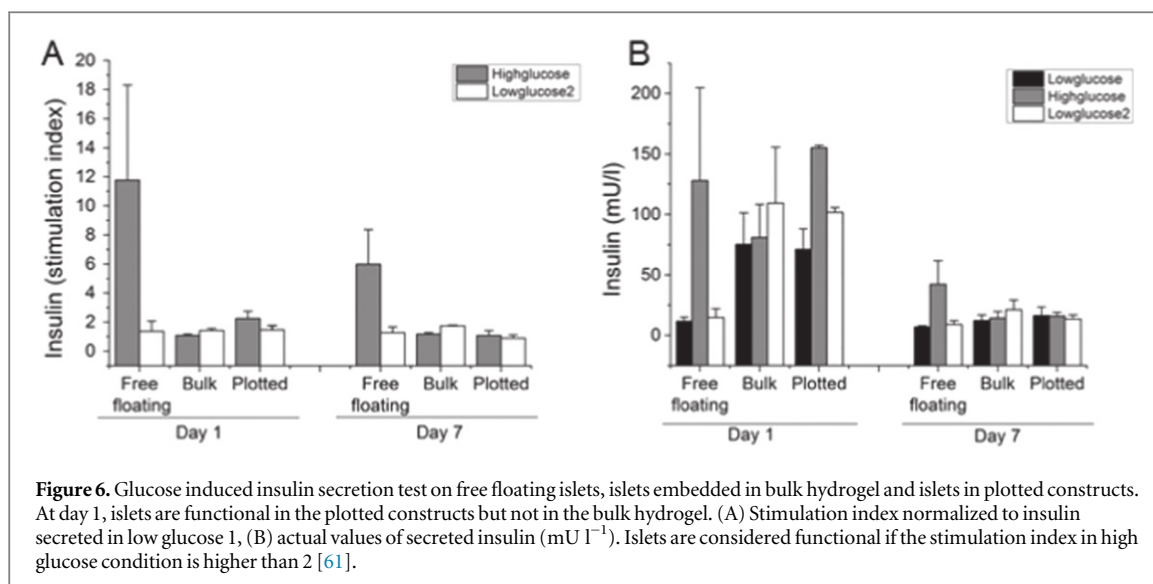 A
B
20
18
16
14
12
10
8
6
4
2
0
Insulin (stimulation index)
Highglucose
Lowglucose2
Free floating
Bulk
Plotted
Free floating
Bulk
Plotted
Day 1
Day 7
200
150
100
50
0
Insulin (mU/l)
Lowglucose
Highglucose
Lowglucose2
Free floating
Bulk
Plotted
Free floating
Bulk
Plotted
Day 1
Day 7
Figure 6. Glucose induced insulin secretion test on free floating islets, islets embedded in bulk hydrogel and islets in plotted constructs.
At day 1, islets are functional in the plotted constructs but not in the bulk hydrogel. (A) Stimulation index normalized to insulin
secreted in low glucose 1, (B) actual values of secreted insulin (mU l⁻¹). Islets are considered functional if the stimulation index in high
glucose condition is higher than 2 [61].